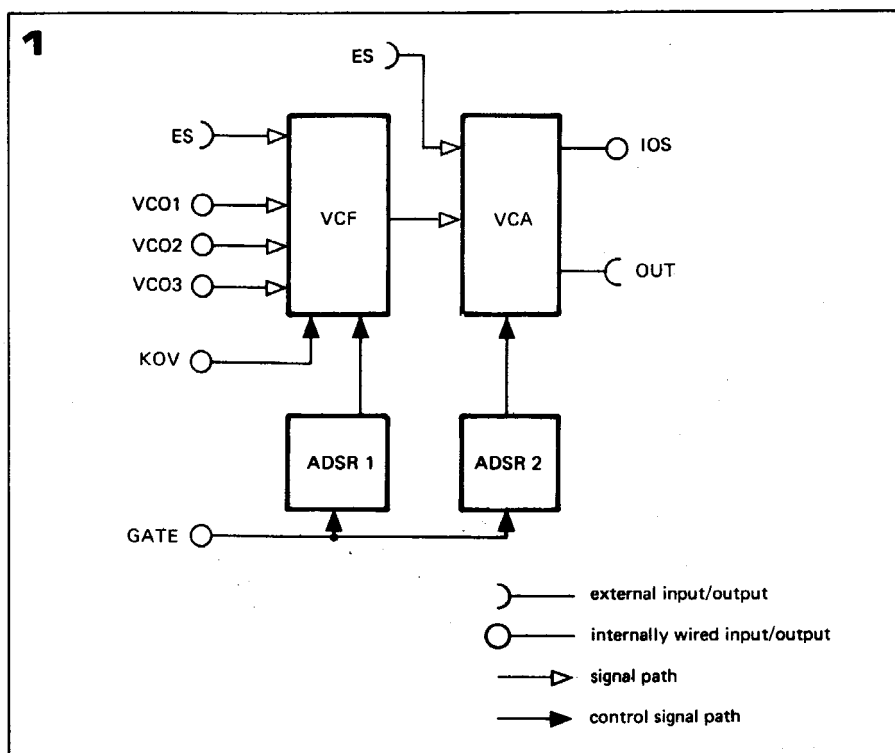 1
ES
ES
IOS
VCO1
VCF
VCA
VCO2
OUT
VCO3
KOV
ADSR 1
ADSR 2
GATE
external input/output
internally wired input/output
signal path
control signal path